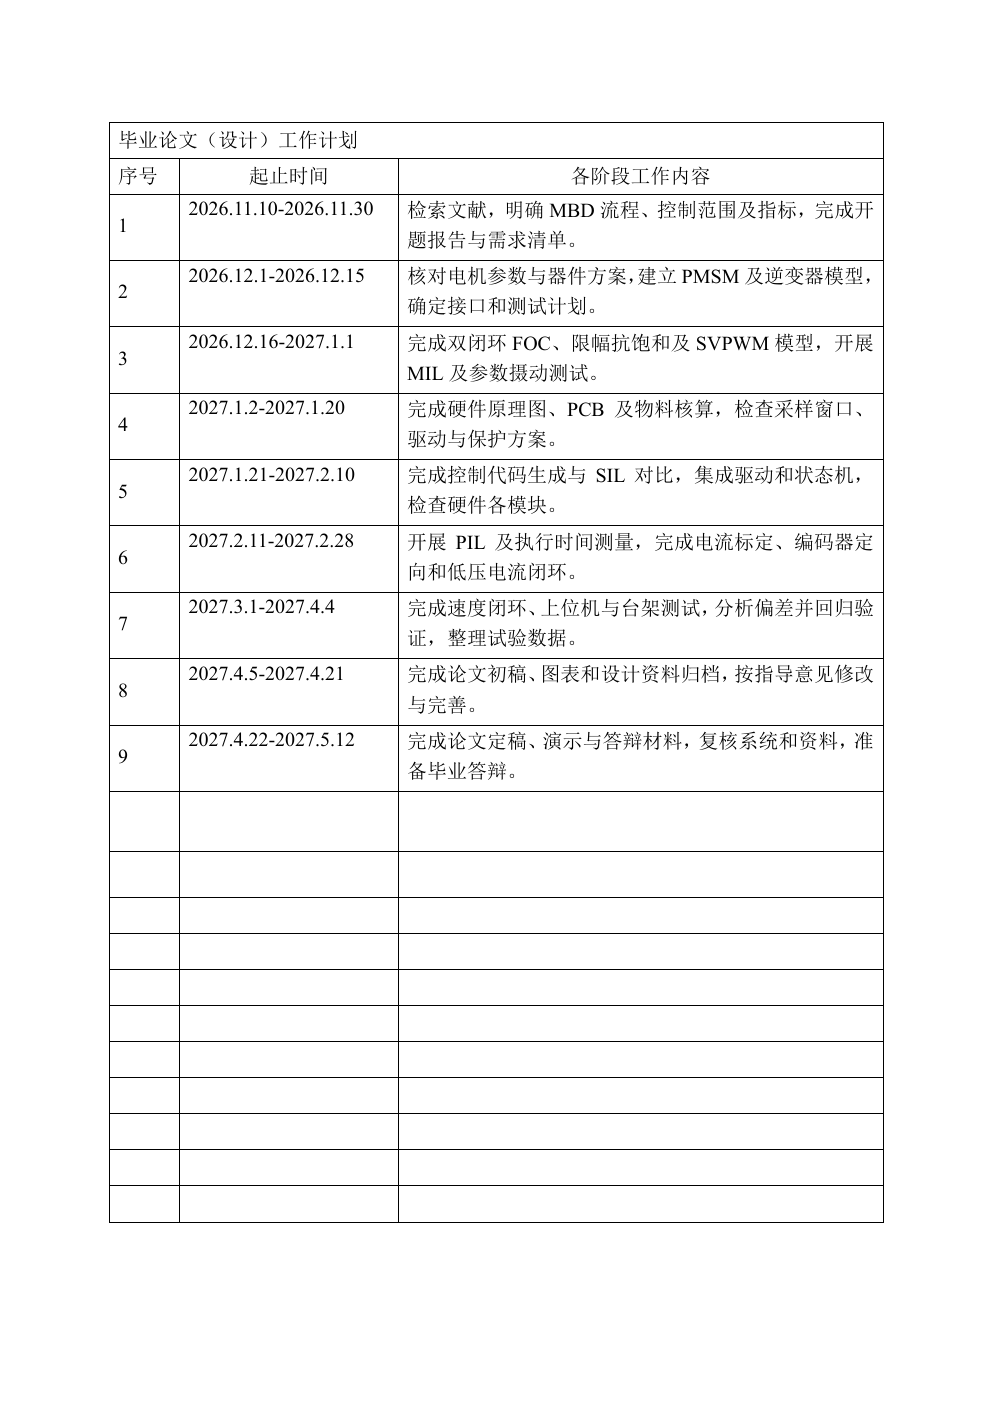 毕业论文（设计）工作计划
序号 起止时间 各阶段工作内容
1 2026.11.10-2026.11.30 检索文献，明确 MBD 流程、控制范围及指标，完成开
题报告与需求清单。
2 2026.12.1-2026.12.15 核对电机参数与器件方案，建立 PMSM 及逆变器模型，
确定接口和测试计划。
3 2026.12.16-2027.1.1 完成双闭环 FOC、限幅抗饱和及 SVPWM 模型，开展
MIL 及参数摄动测试。
4 2027.1.2-2027.1.20 完成硬件原理图、PCB 及物料核算，检查采样窗口、
驱动与保护方案。
5 2027.1.21-2027.2.10 完成控制代码生成与 SIL 对比，集成驱动和状态机，
检查硬件各模块。
6 2027.2.11-2027.2.28 开展 PIL 及执行时间测量，完成电流标定、编码器定
向和低压电流闭环。
7 2027.3.1-2027.4.4 完成速度闭环、上位机与台架测试，分析偏差并回归验
证，整理试验数据。
8 2027.4.5-2027.4.21 完成论文初稿、图表和设计资料归档，按指导意见修改
与完善。
9 2027.4.22-2027.5.12 完成论文定稿、演示与答辩材料，复核系统和资料，准
备毕业答辩。